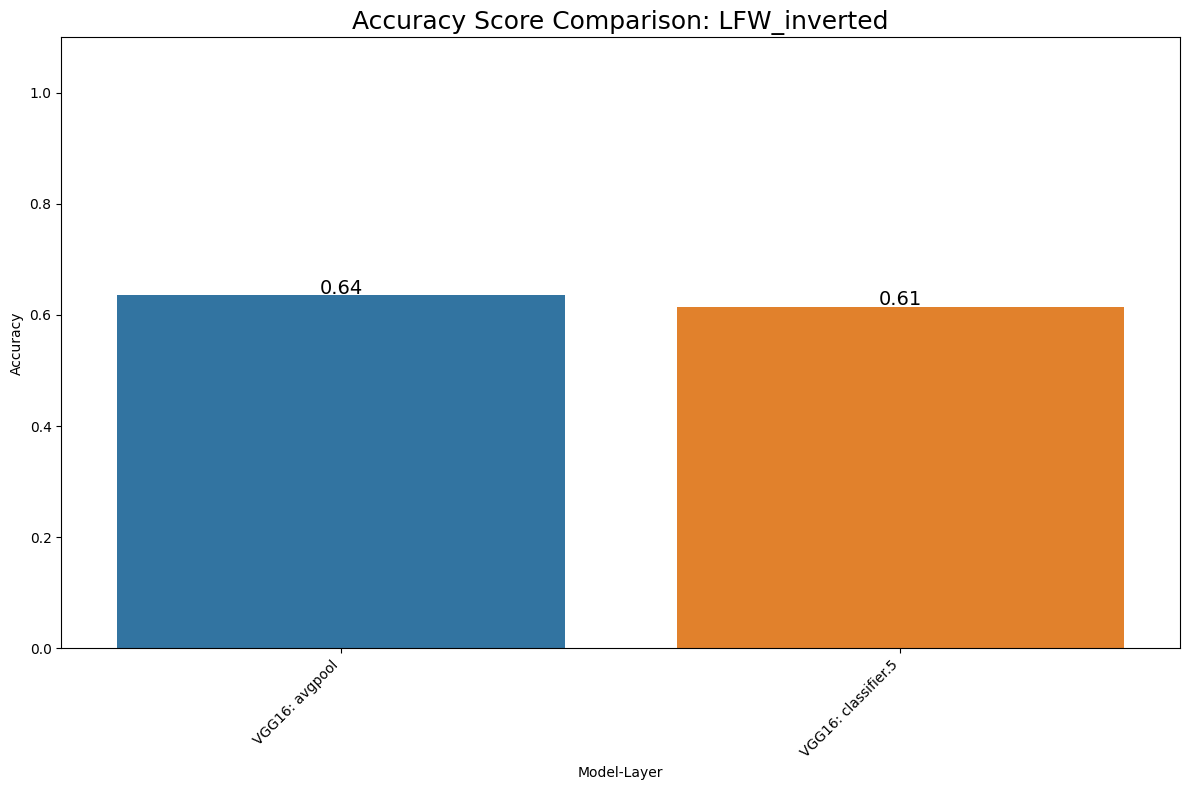 Accuracy Score Comparison: LFW_inverted
1.0
0.8
0.6
0.4
0.2
0.0
Accuracy
0.64
0.61
VGG16: avgpool
VGG16: classifier.5
Model-Layer